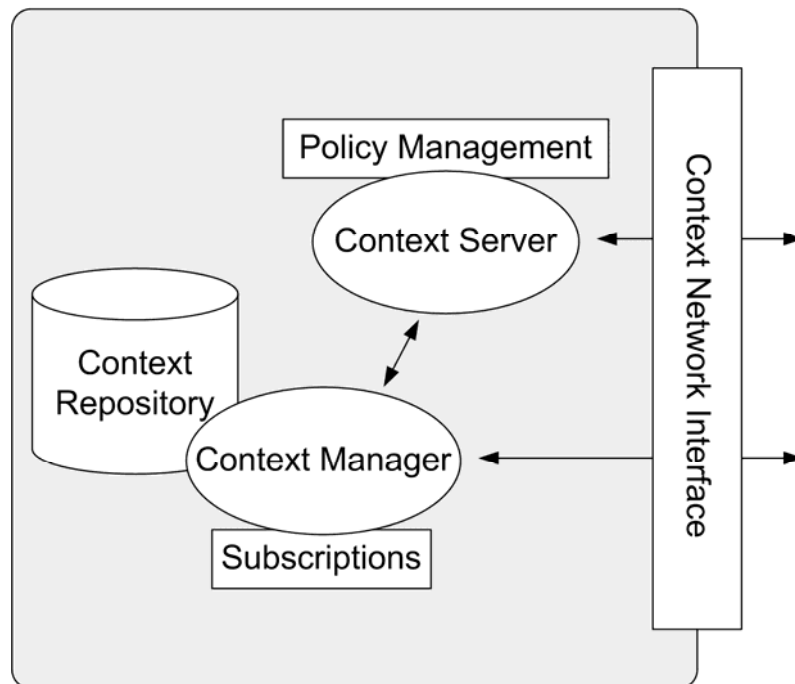 Policy Management
Context Server
Context
Repository
Context Manager
Subscriptions
Context Network Interface